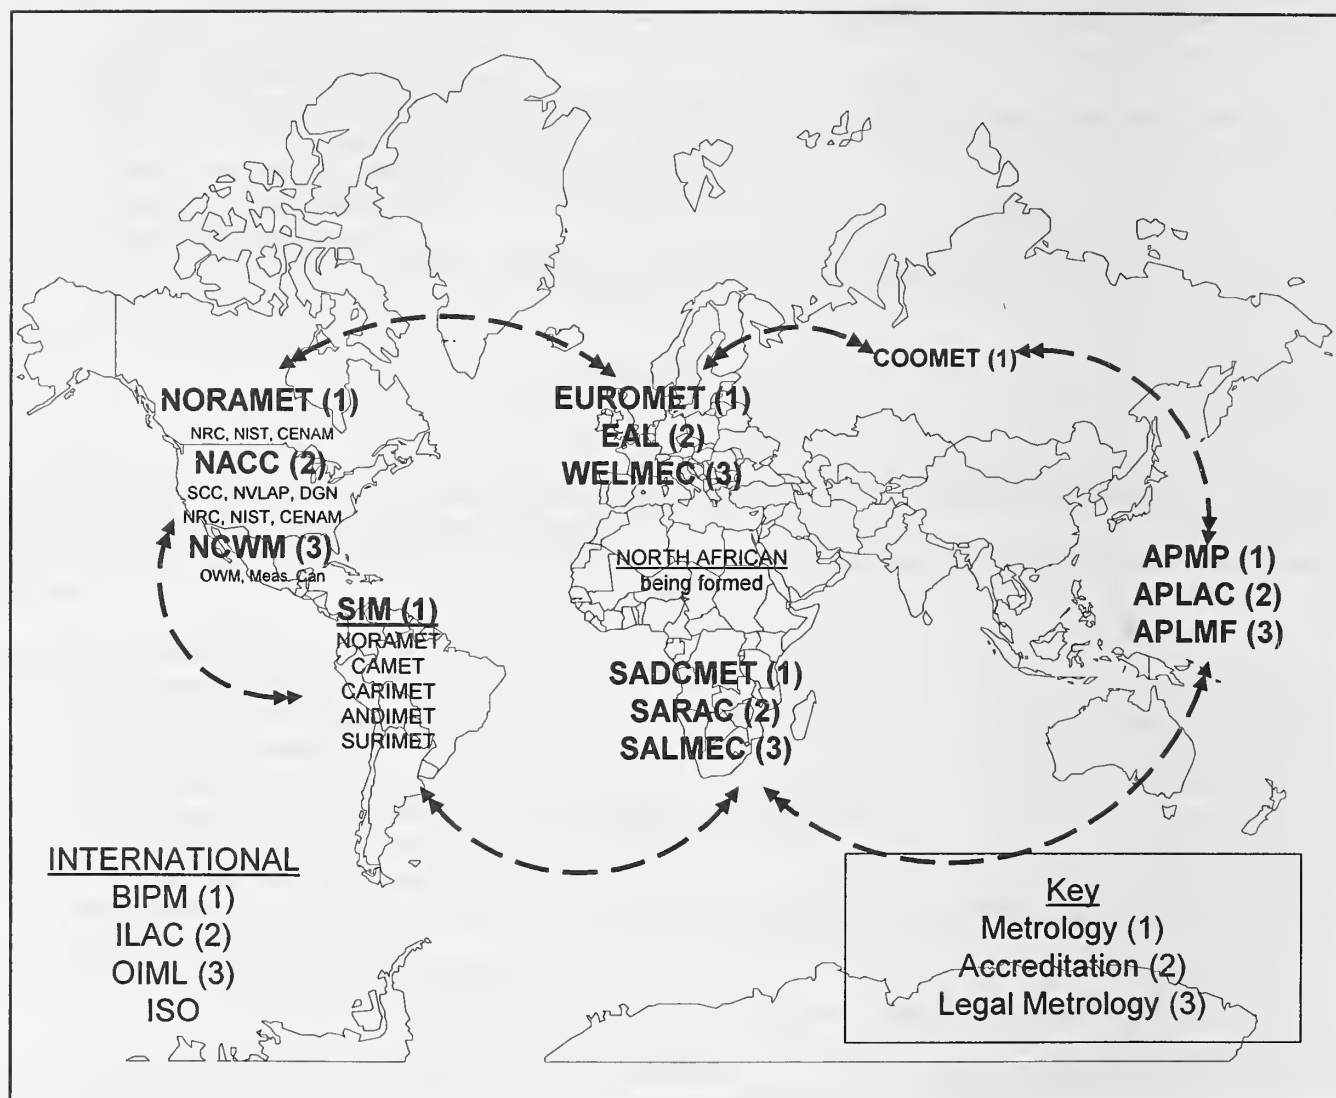 COOMET (1)
NORAMET (1)
NRC, NIST, CENAM
NACC (2)
SCC, NVLAP, DGN
NRC, NIST, CENAM
NCWM (3)
OWM, Meas. Can
EUROMET (1)
EAL (2)
WELMEC (3)
NORTH AFRICAN
being formed
APMP (1)
APLAC (2)
APLMF (3)
SIM (1)
NORAMET
CAMET
CARIMET
ANDIMET
SURIMET
SADCMET (1)
SARAC (2)
SALMEC (3)
INTERNATIONAL
BIPM (1)
ILAC (2)
OIML (3)
ISO
Key
Metrology (1)
Accreditation (2)
Legal Metrology (3)